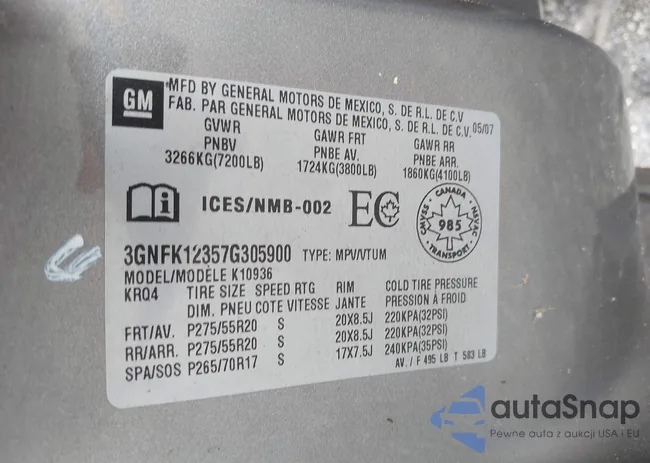 GM
MFD BY GENERAL MOTORS DE MEXICO, S. DE R.L. DE C.V
FAB. PAR GENERAL MOTORS DE MEXICO, S. DE R.L. DE C.V. 05/07
GVWR GAWR FRT GAWR RR
PNBV PNBE AV. PNBE ARR.
3266KG(7200LB) 1724KG(3800LB) 1860KG(4100LB)
i ICES/NMB-002 EC CANADA
985
TRANSPORT
3GNFK12357G305900 TYPE: MPV/VTUM
MODEL/MODÈLE K10936
KRQ4 TIRE SIZE SPEED RTG RIM COLD TIRE PRESSURE
DIM. PNEU COTE VITESSE JANTE PRESSION A FROID
FRT/AV. P275/55R20 S 20X8.5J 220KPA(32PSI)
RR/ARR. P275/55R20 S 20X8.5J 220KPA(32PSI)
SPA/SOS P265/70R17 S 17X7.5J 240KPA(35PSI)
AV. / F 495 LB T 583 LB
autaSnap
Pewne auta z aukcji USA i EU